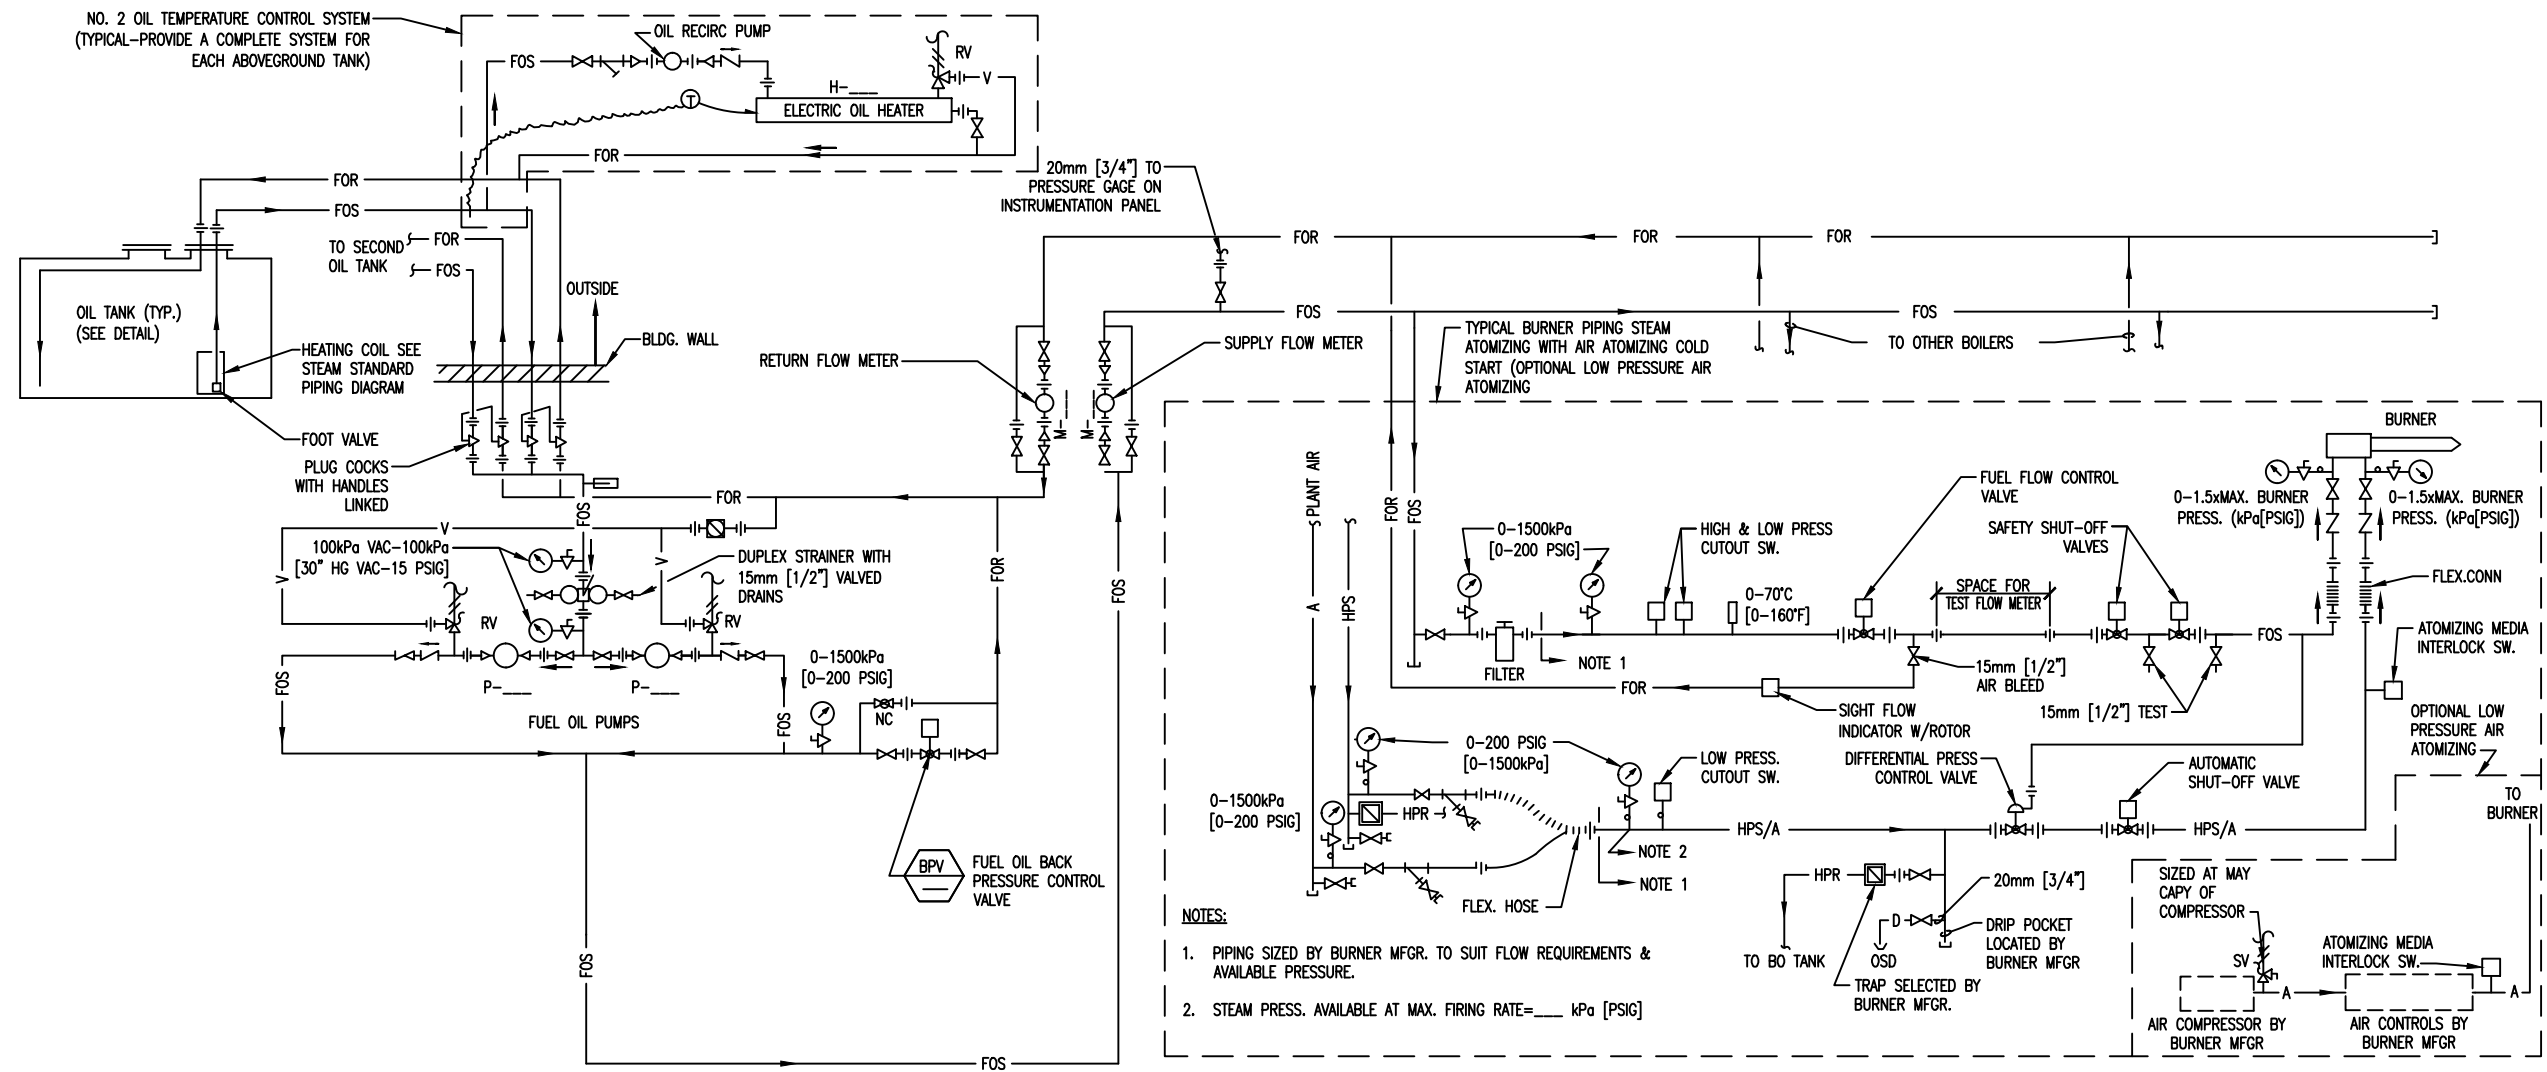 NO. 2 OIL TEMPERATURE CONTROL SYSTEM
(TYPICAL-PROVIDE A COMPLETE SYSTEM FOR
EACH ABOVEGROUND TANK)
OIL RECIRC PUMP
FOS
RV
V
H-___
T
ELECTRIC OIL HEATER
FOR
FOR
FOS
TO SECOND
OIL TANK
FOR
FOS
OUTSIDE
BLDG. WALL
OIL TANK (TYP.)
(SEE DETAIL)
HEATING COIL SEE
STEAM STANDARD
PIPING DIAGRAM
FOOT VALVE
PLUG COCKS
WITH HANDLES
LINKED
20mm [3/4"] TO
PRESSURE GAGE ON
INSTRUMENTATION PANEL
FOR
FOR
FOR
FOS
FOS
RETURN FLOW METER
SUPPLY FLOW METER
M-___
M-___
TYPICAL BURNER PIPING STEAM
ATOMIZING WITH AIR ATOMIZING COLD
START (OPTIONAL LOW PRESSURE AIR
ATOMIZING
TO OTHER BOILERS
FOR
FOS
V
V
V
100kPa VAC-100kPa
[30" HG VAC-15 PSIG]
DUPLEX STRAINER WITH
15mm [1/2"] VALVED
DRAINS
RV
RV
FOS
P-___
P-___
FUEL OIL PUMPS
0-1500kPa
[0-200 PSIG]
FOS
NC
FOR
FOS
BPV
FUEL OIL BACK
PRESSURE CONTROL
VALVE
FOS
FOS
PLANT AIR
A
HPS
FOR
FOS
BURNER
0-1.5xMAX. BURNER
PRESS. (kPa[PSIG])
0-1.5xMAX. BURNER
PRESS. (kPa[PSIG])
FUEL FLOW CONTROL
VALVE
SAFETY SHUT-OFF
VALVES
0-1500kPa
[0-200 PSIG]
HIGH & LOW PRESS
CUTOUT SW.
0-70°C
[0-160°F]
SPACE FOR
TEST FLOW METER
FLEX.CONN
FOS
ATOMIZING MEDIA
INTERLOCK SW.
FILTER
NOTE 1
FOR
15mm [1/2"]
AIR BLEED
SIGHT FLOW
INDICATOR W/ROTOR
15mm [1/2"] TEST
OPTIONAL LOW
PRESSURE AIR
ATOMIZING
0-200 PSIG
[0-1500kPa]
LOW PRESS.
CUTOUT SW.
DIFFERENTIAL PRESS
CONTROL VALVE
AUTOMATIC
SHUT-OFF VALVE
0-1500kPa
[0-200 PSIG]
HPR
HPS/A
HPS/A
TO
BURNER
NOTE 2
NOTE 1
FLEX. HOSE
HPR
20mm [3/4"]
D
DRIP POCKET
LOCATED BY
BURNER MFGR
TO BO TANK
OSD
TRAP SELECTED BY
BURNER MFGR.
SIZED AT MAY
CAPY OF
COMPRESSOR
SV
ATOMIZING MEDIA
INTERLOCK SW.
A
A
AIR COMPRESSOR BY
BURNER MFGR
AIR CONTROLS BY
BURNER MFGR
NOTES:
1. PIPING SIZED BY BURNER MFGR. TO SUIT FLOW REQUIREMENTS &
AVAILABLE PRESSURE.
2. STEAM PRESS. AVAILABLE AT MAX. FIRING RATE=___ kPa [PSIG]